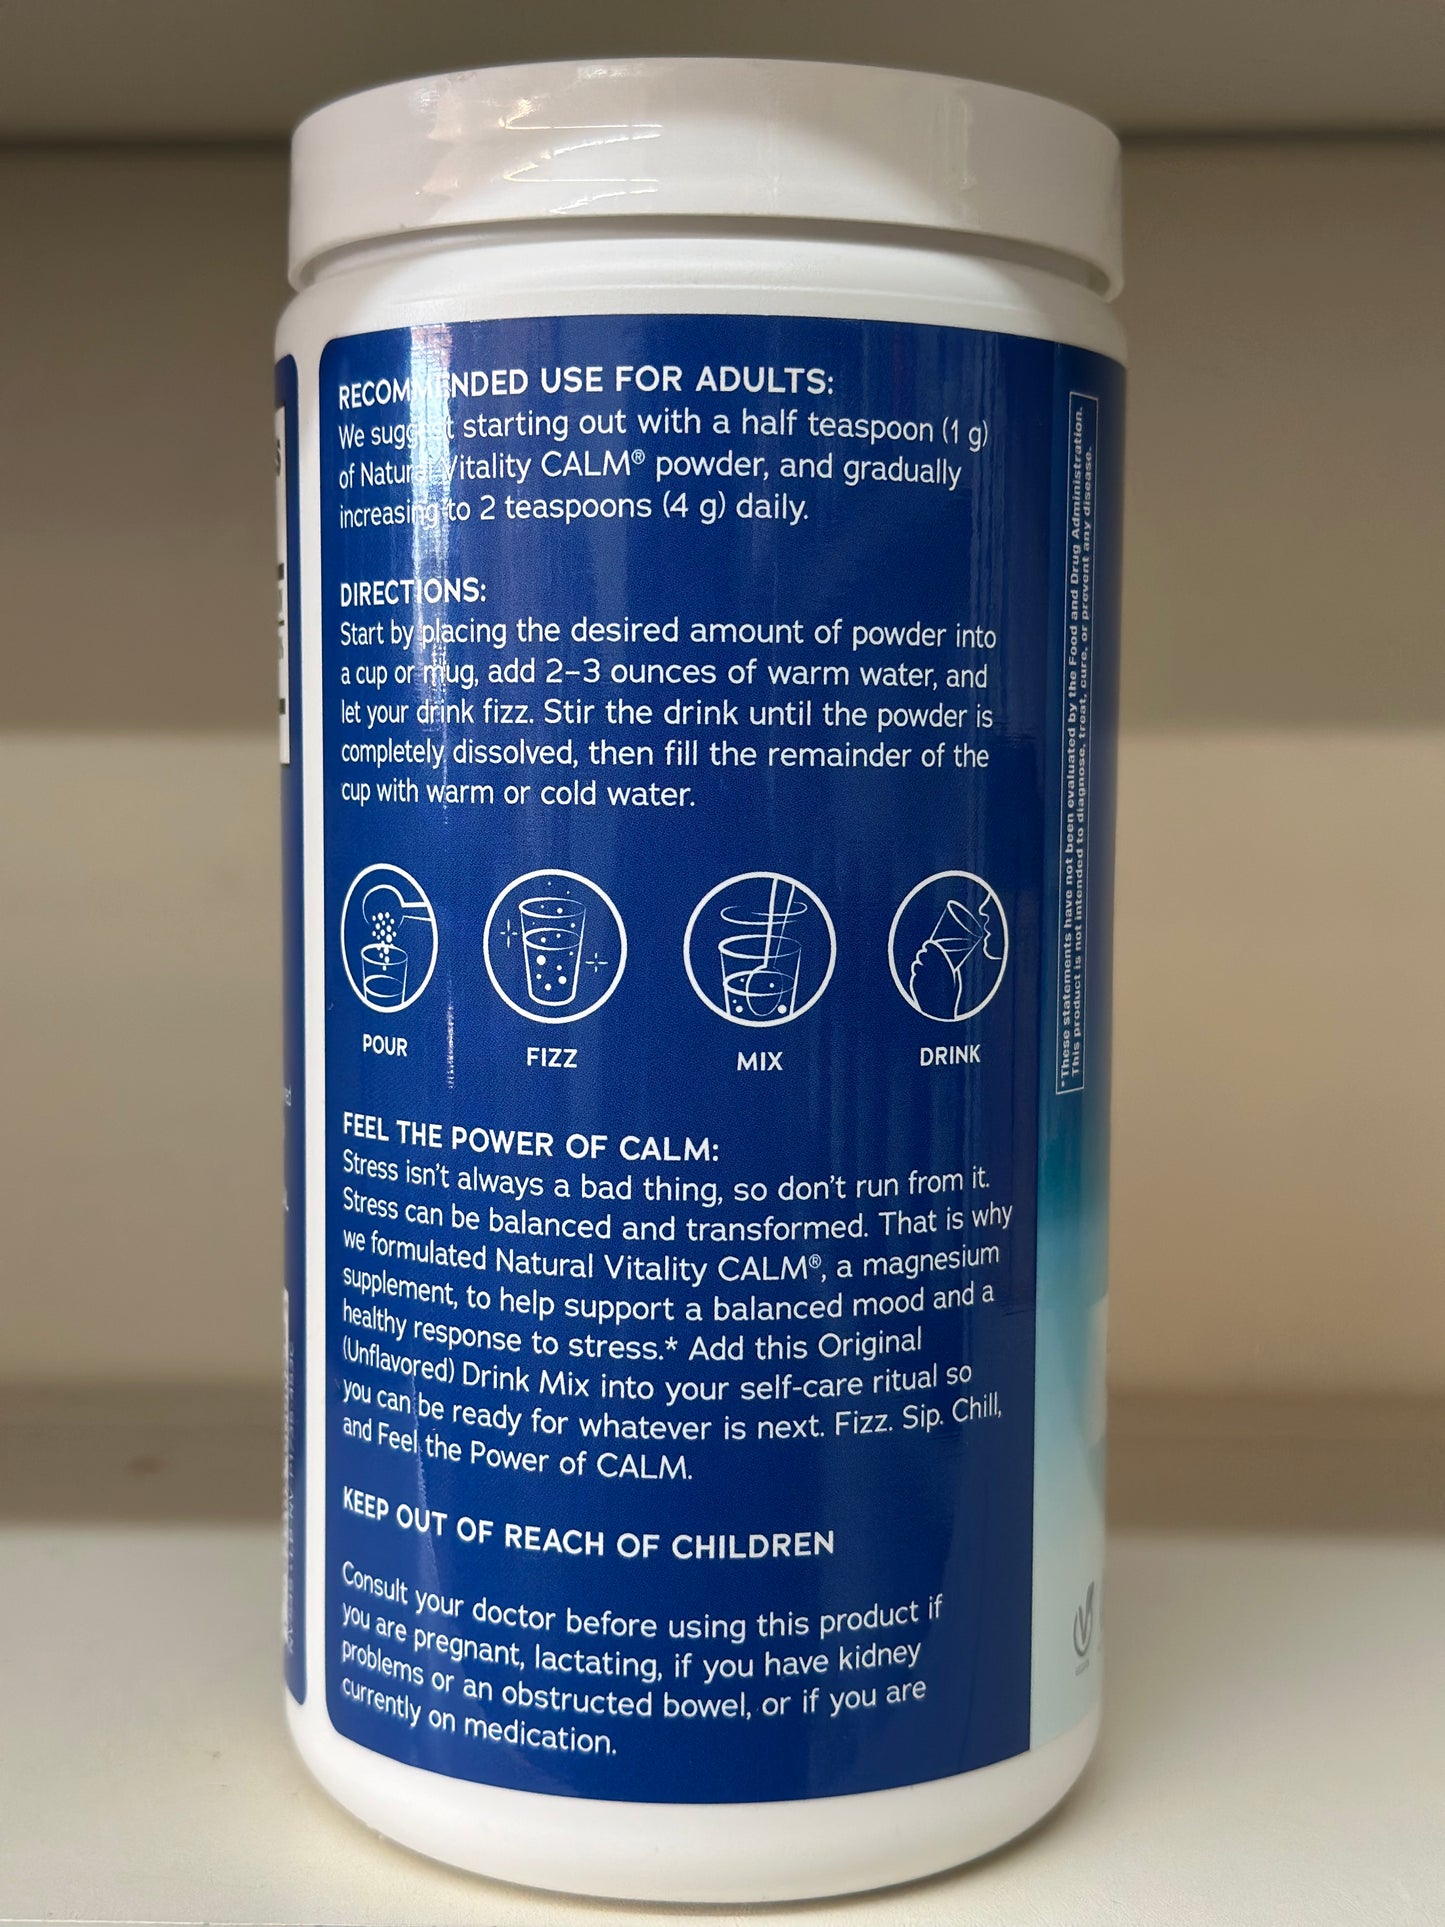 RECOMMENDED USE FOR ADULTS:
We suggest starting out with a half teaspoon (1 g)
of Natural Vitality CALM® powder, and gradually
increasing to 2 teaspoons (4 g) daily.
DIRECTIONS:
Start by placing the desired amount of powder into
a cup or mug, add 2–3 ounces of warm water, and
let your drink fizz. Stir the drink until the powder is
completely dissolved, then fill the remainder of the
cup with warm or cold water.
POUR
FIZZ
MIX
DRINK
FEEL THE POWER OF CALM:
Stress isn't always a bad thing, so don't run from it.
Stress can be balanced and transformed. That is why
we formulated Natural Vitality CALM®, a magnesium
supplement, to help support a balanced mood and a
healthy response to stress.* Add this Original
(Unflavored) Drink Mix into your self-care ritual so
you can be ready for whatever is next. Fizz. Sip. Chill,
and Feel the Power of CALM.
KEEP OUT OF REACH OF CHILDREN
Consult your doctor before using this product if
you are pregnant, lactating, if you have kidney
problems or an obstructed bowel, or if you are
currently on medication.
*These statements have not been evaluated by the Food and Drug Administration.
This product is not intended to diagnose, treat, cure, or prevent any disease.